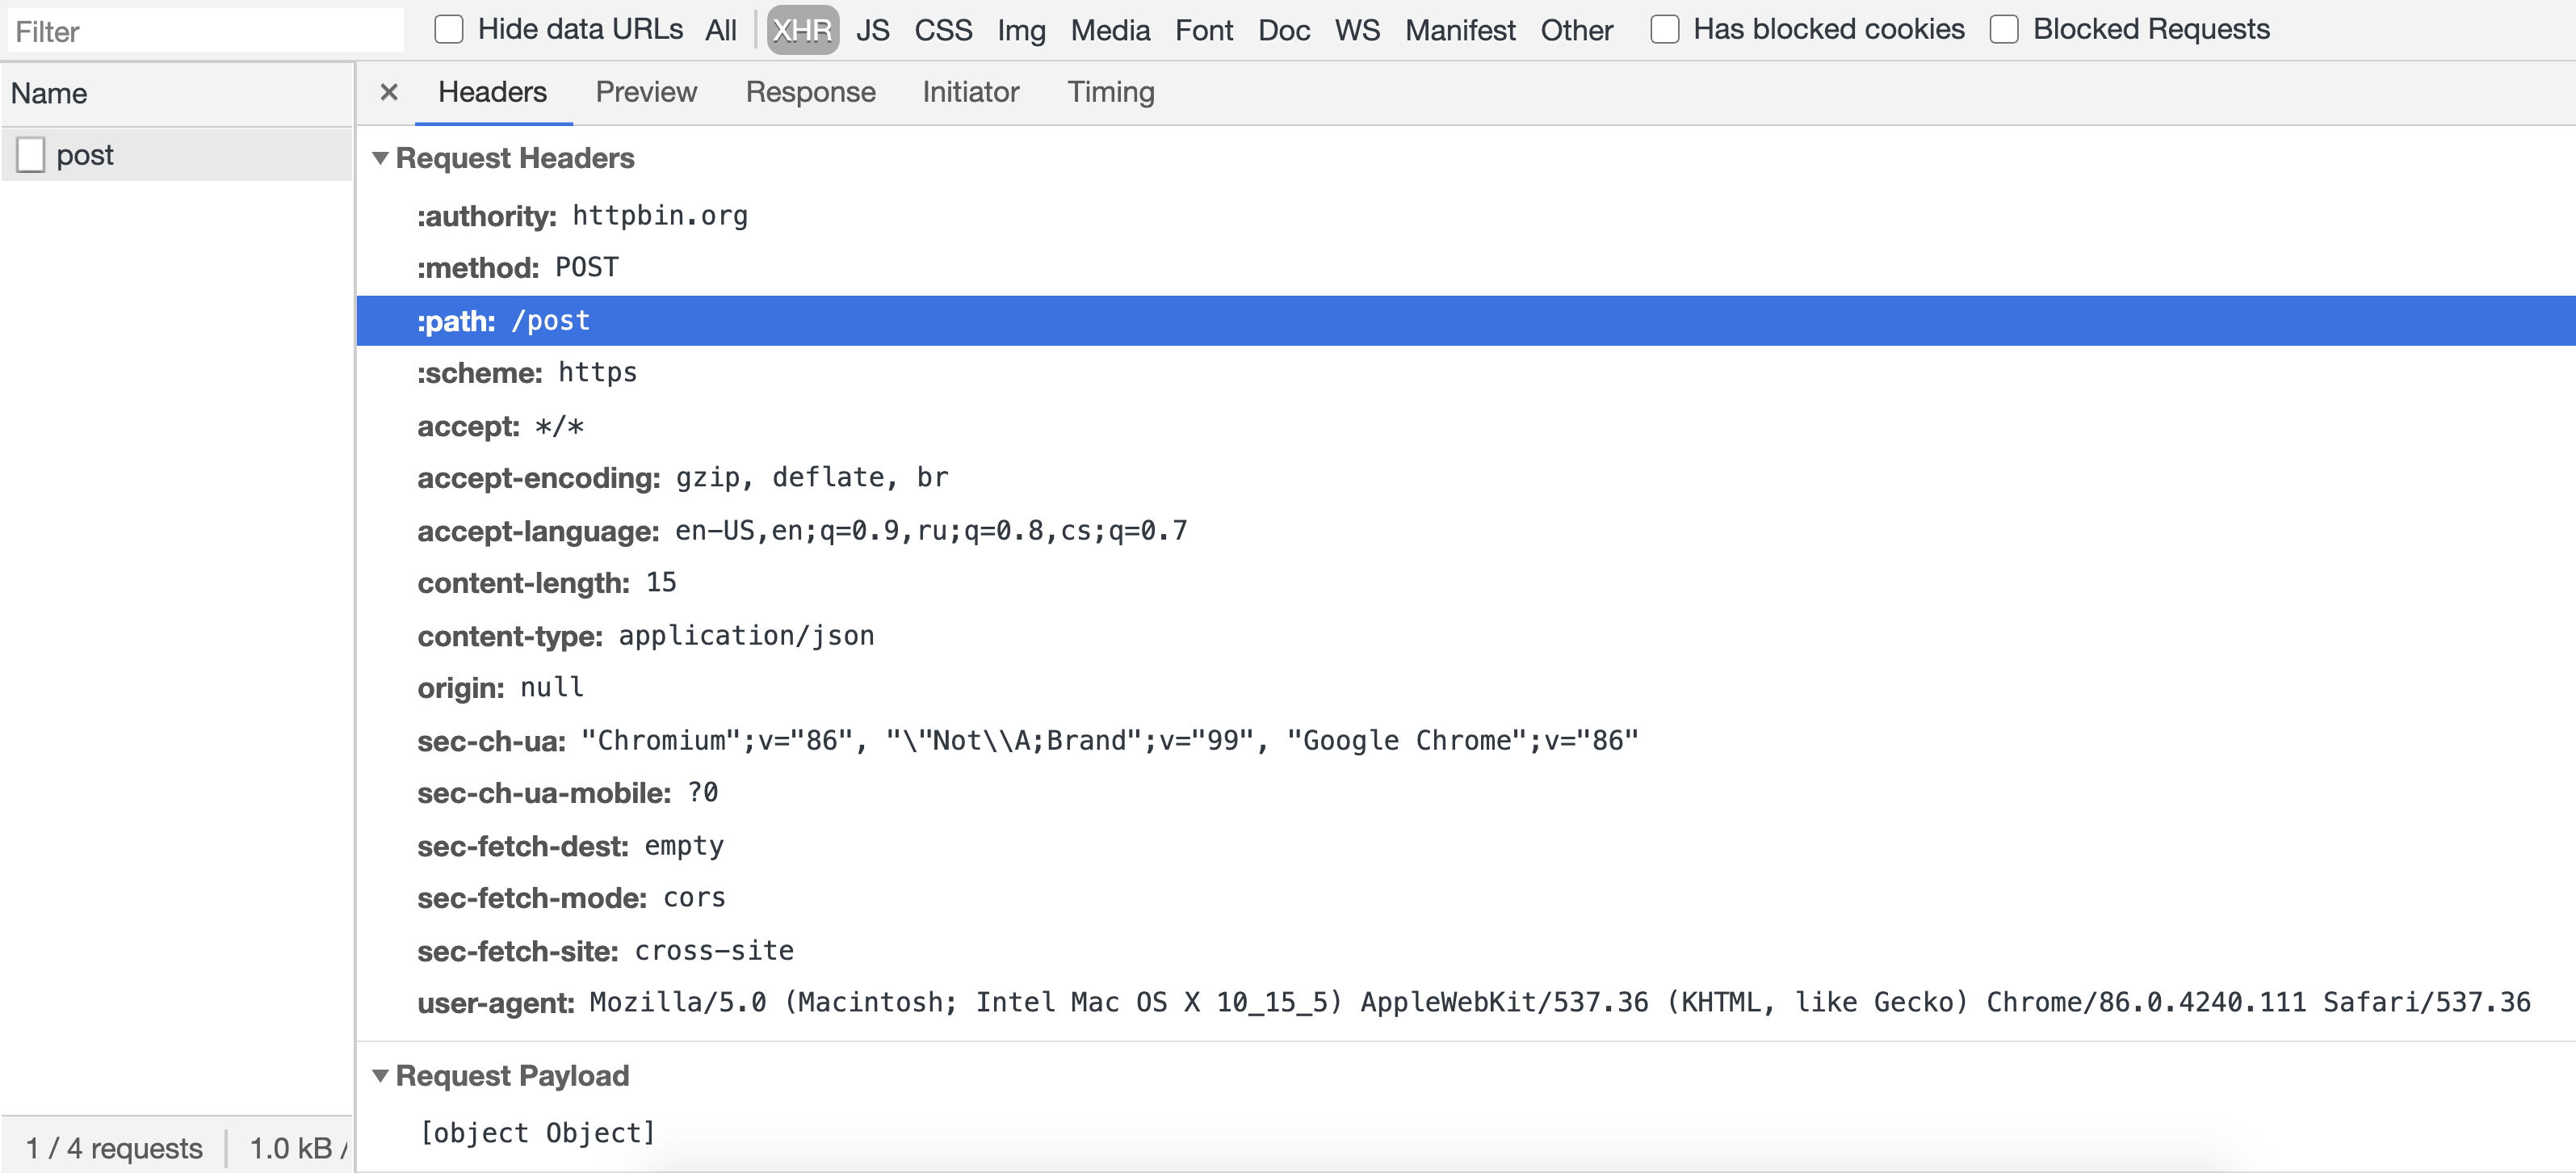 Filter Hide data URLs All XHR JS CSS Img Media Font Doc WS Manifest Other Has blocked cookies Blocked Requests
Name
× Headers Preview Response Initiator Timing
post
▼ Request Headers
:authority: httpbin.org
:method: POST
:path: /post
:scheme: https
accept: */*
accept-encoding: gzip, deflate, br
accept-language: en-US,en;q=0.9,ru;q=0.8,cs;q=0.7
content-length: 15
content-type: application/json
origin: null
sec-ch-ua: "Chromium";v="86", "\"Not\\A;Brand";v="99", "Google Chrome";v="86"
sec-ch-ua-mobile: ?0
sec-fetch-dest: empty
sec-fetch-mode: cors
sec-fetch-site: cross-site
user-agent: Mozilla/5.0 (Macintosh; Intel Mac OS X 10_15_5) AppleWebKit/537.36 (KHTML, like Gecko) Chrome/86.0.4240.111 Safari/537.36
▼ Request Payload
[object Object]
1 / 4 requests 1.0 kB /